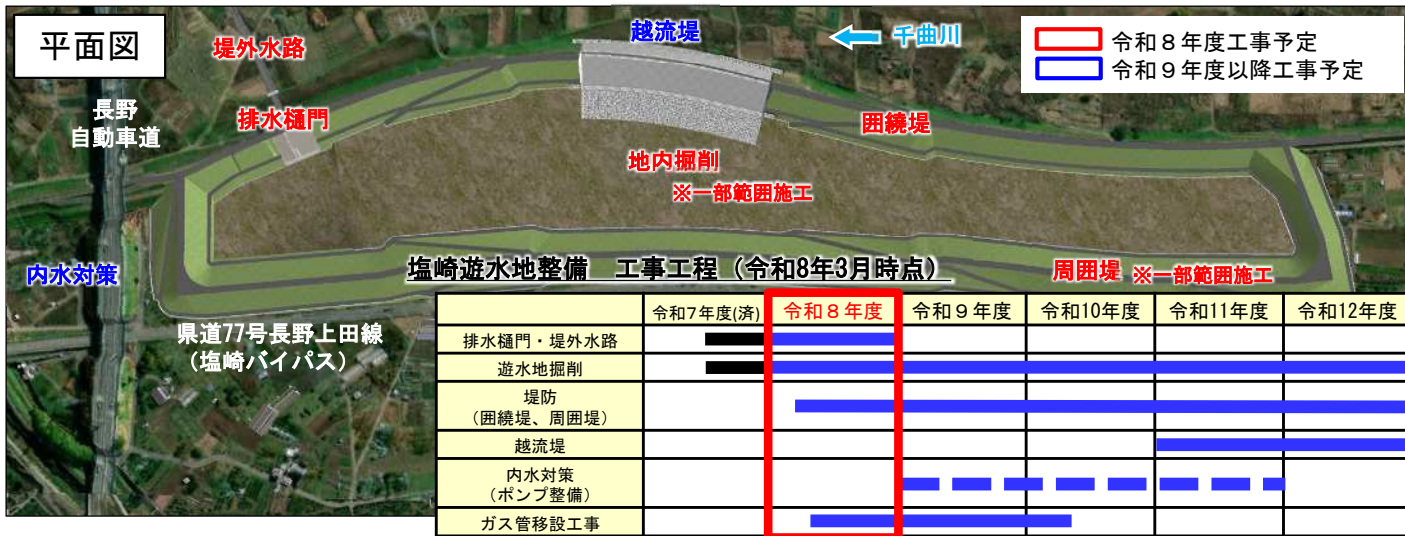 平面図
堤外水路
越流堤
千曲川
令和８年度工事予定
令和９年度以降工事予定
長野
自動車道
排水樋門
囲繞堤
地内掘削
※一部範囲施工
内水対策
塩崎遊水地整備　工事工程（令和8年3月時点）
周囲堤 ※一部範囲施工
県道77号長野上田線
（塩崎バイパス）
令和7年度(済) 令和８年度 令和９年度 令和10年度 令和11年度 令和12年度
排水樋門・堤外水路
遊水地掘削
堤防
（囲繞堤、周囲堤）
越流堤
内水対策
（ポンプ整備）
ガス管移設工事